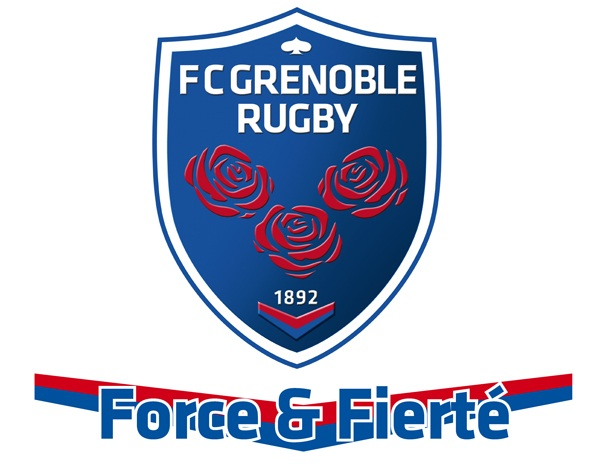 FC GRENOBLE
RUGBY
1892
Force & Fierté